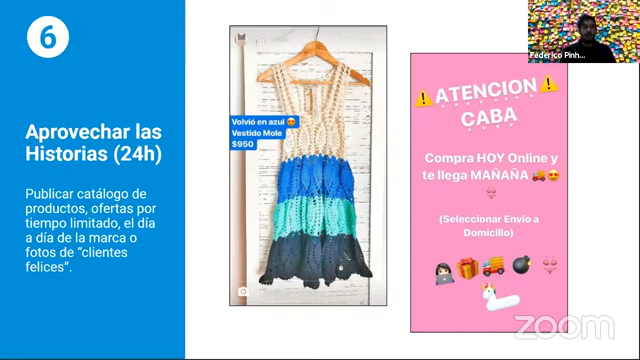 6
Aprovechar las
Historias (24h)
Publicar catálogo de
productos, ofertas por
tiempo limitado, el día
a día de la marca o
fotos de “clientes
felices”.
Volvió en azul
Vestido Mole
$950
ATENCION
CABA
Compra HOY Online y
te llega MAÑANA
(Seleccionar Envio a
Domicilio)
Federico Pinh...
zoom